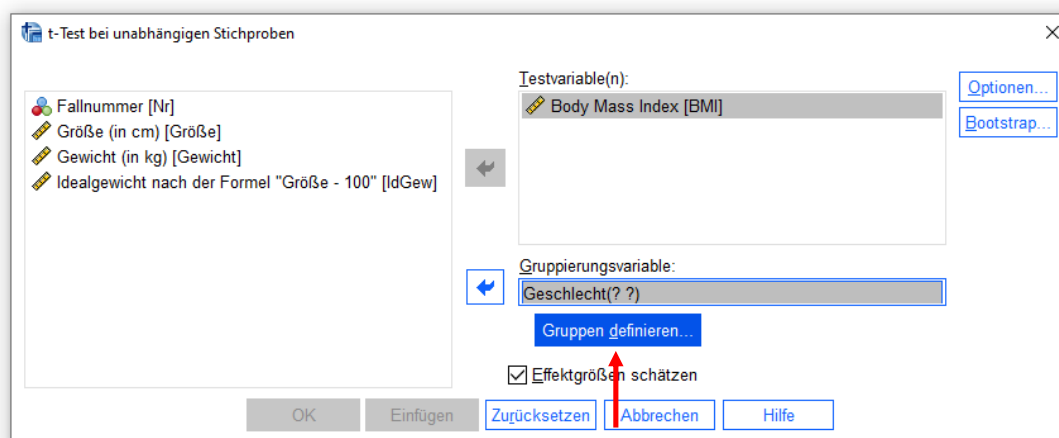 t-Test bei unabhängigen Stichproben
Fallnummer [Nr]
Größe (in cm) [Größe]
Gewicht (in kg) [Gewicht]
Idealgewicht nach der Formel "Größe - 100" [IdGew]
Testvariable(n):
Body Mass Index [BMI]
Optionen...
Bootstrap...
Gruppierungsvariable:
Geschlecht(? ?)
Gruppen definieren...
Effektgrößen schätzen
OK
Einfügen
Zurücksetzen
Abbrechen
Hilfe